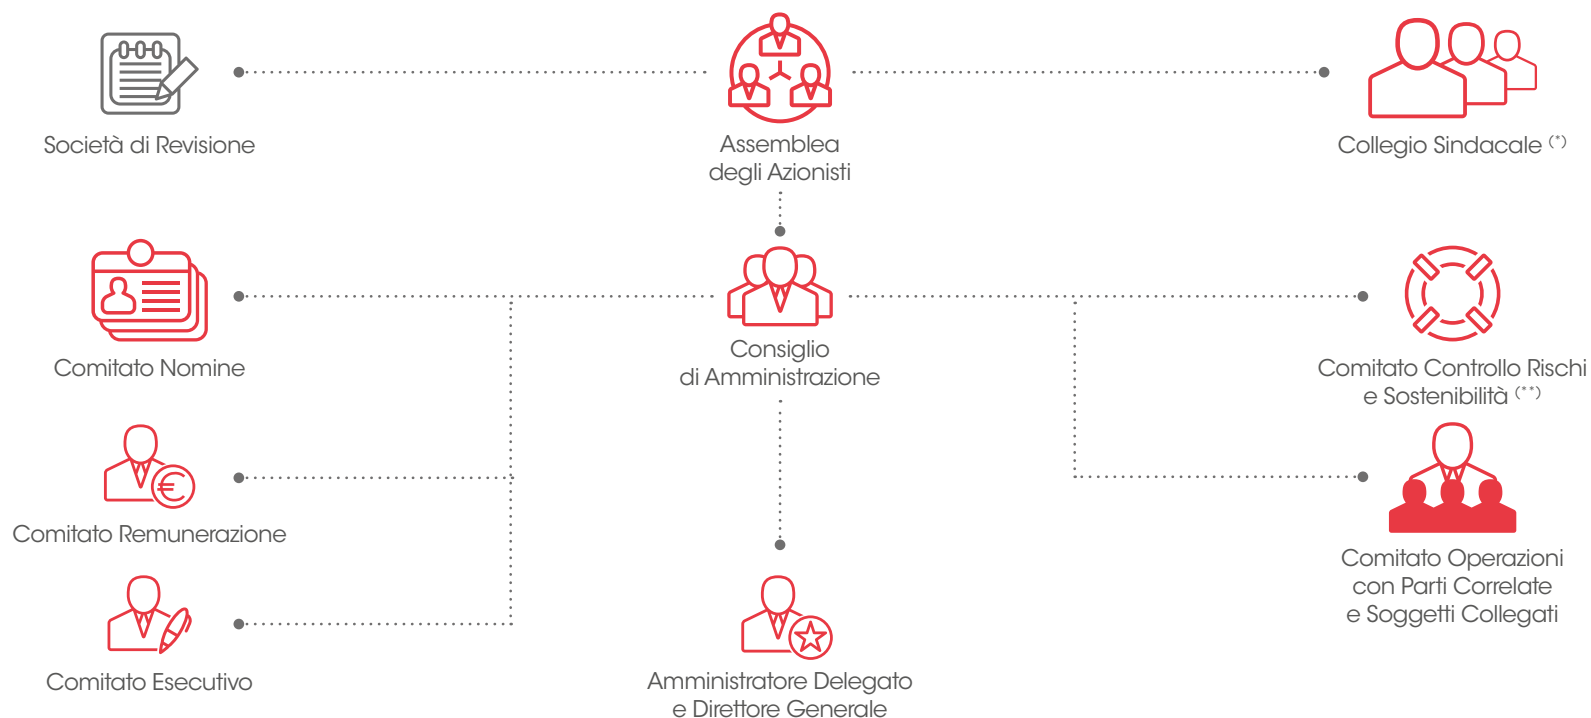 Società di Revisione
Assemblea
degli Azionisti
Collegio Sindacale (*)
Comitato Nomine
Consiglio
di Amministrazione
Comitato Controllo Rischi
e Sostenibilità (**)
Comitato Remunerazione
Comitato Operazioni
con Parti Correlate
e Soggetti Collegati
Comitato Esecutivo
Amministratore Delegato
e Direttore Generale